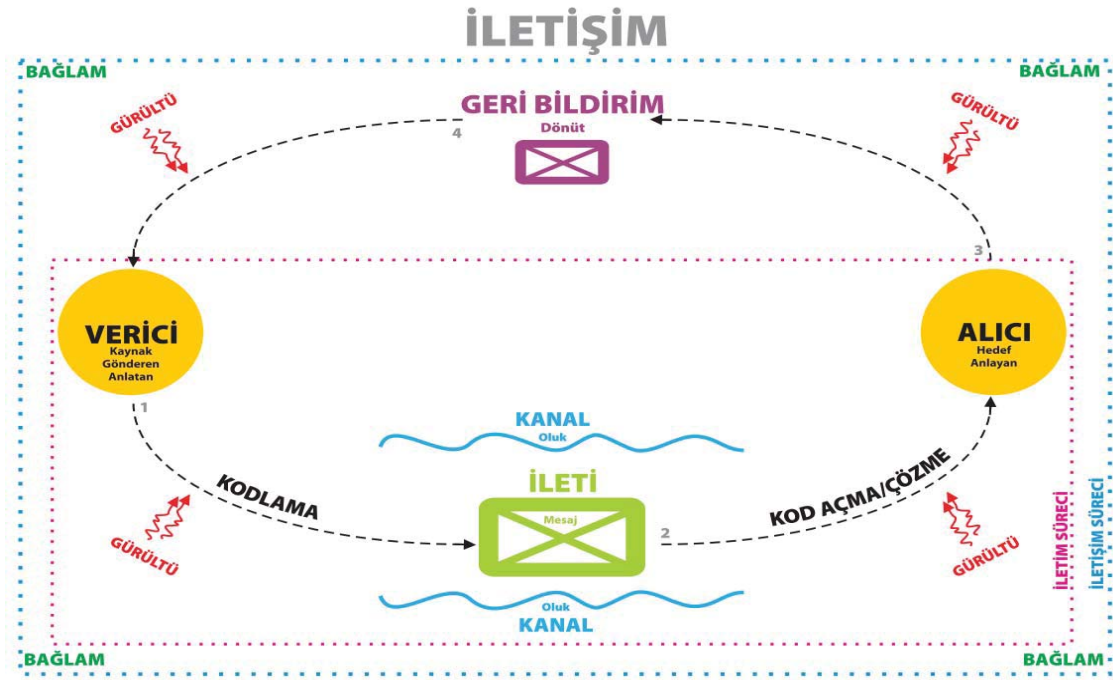 İLETİŞİM
BAĞLAM
BAĞLAM
GÜRÜLTÜ
GERİ BİLDİRİM
Dönüt
GÜRÜLTÜ
4
3
VERİCİ
Kaynak
Gönderen
Anlatan
ALICI
Hedef
Anlayan
1
KANAL
Oluk
KODLAMA
İLETİ
Mesaj
2
KOD AÇMA/ÇÖZME
GÜRÜLTÜ
GÜRÜLTÜ
İLETİM SÜRECİ
İLETİŞİM SÜRECİ
Oluk
KANAL
BAĞLAM
BAĞLAM